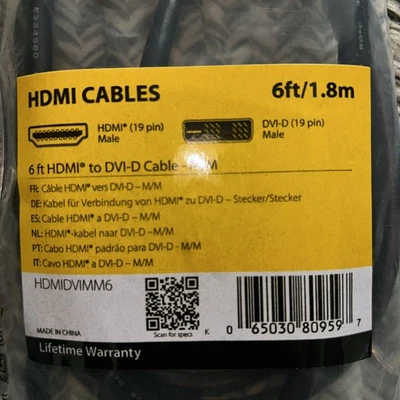 HDMI CABLES
6ft/1.8m
HDMI® (19 pin)
Male
DVI-D (19 pin)
Male
6 ft HDMI® to DVI-D Cable - M/M
FR: Câble HDMI® vers DVI-D – M/M
DE: Kabel für Verbindung von HDMI® zu DVI-D – Stecker/Stecker
ES: Cable HDMI® a DVI-D – M/M
NL: HDMI®-kabel naar DVI-D – M/M
PT: Cabo HDMI® padrão para DVI-D - M/M
IT: Cavo HDMI® a DVI-D – M/M
HDMIDVIMM6
MADE IN CHINA
Scan for specs
K
0 65030 80959 7
Lifetime Warranty